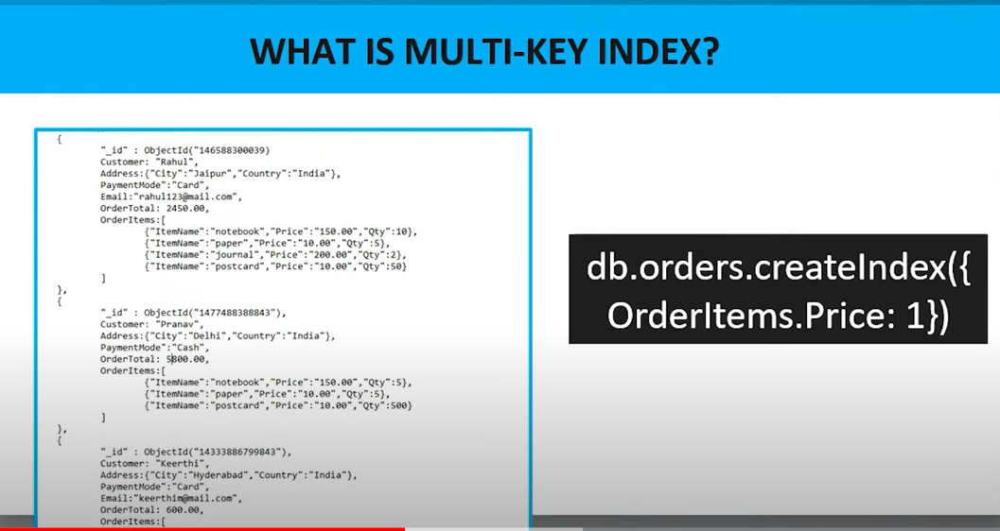 WHAT IS MULTI-KEY INDEX?
{
"_id" : ObjectId("146588300039)
Customer: "Rahul",
Address:{"City":"Jaipur","Country":"India"},
PaymentMode":"Card",
Email:"rahul123@mail.com",
OrderTotal: 2450.00,
OrderItems:[
{"ItemName":"notebook","Price":"150.00","Qty":10},
{"ItemName":"paper","Price":"10.00","Qty":5},
{"ItemName":"journal","Price":"200.00","Qty":2},
{"ItemName":"postcard","Price":"10.00","Qty":50}
]
},
{
"_id" : ObjectId("1477488388843"),
Customer: "Pranav",
Address:{"City":"Delhi","Country":"India"},
PaymentMode":"Cash",
OrderTotal: 5800.00,
OrderItems:[
{"ItemName":"notebook","Price":"150.00","Qty":5},
{"ItemName":"paper","Price":"10.00","Qty":5},
{"ItemName":"postcard","Price":"10.00","Qty":500}
]
},
{
"_id" : ObjectId("14333886799843"),
Customer: "Keerthi",
Address:{"City":"Hyderabad","Country":"India"},
PaymentMode":"Card",
Email:"keerthim@mail.com",
OrderTotal: 600.00,
OrderItems:[
db.orders.createIndex({
OrderItems.Price: 1})